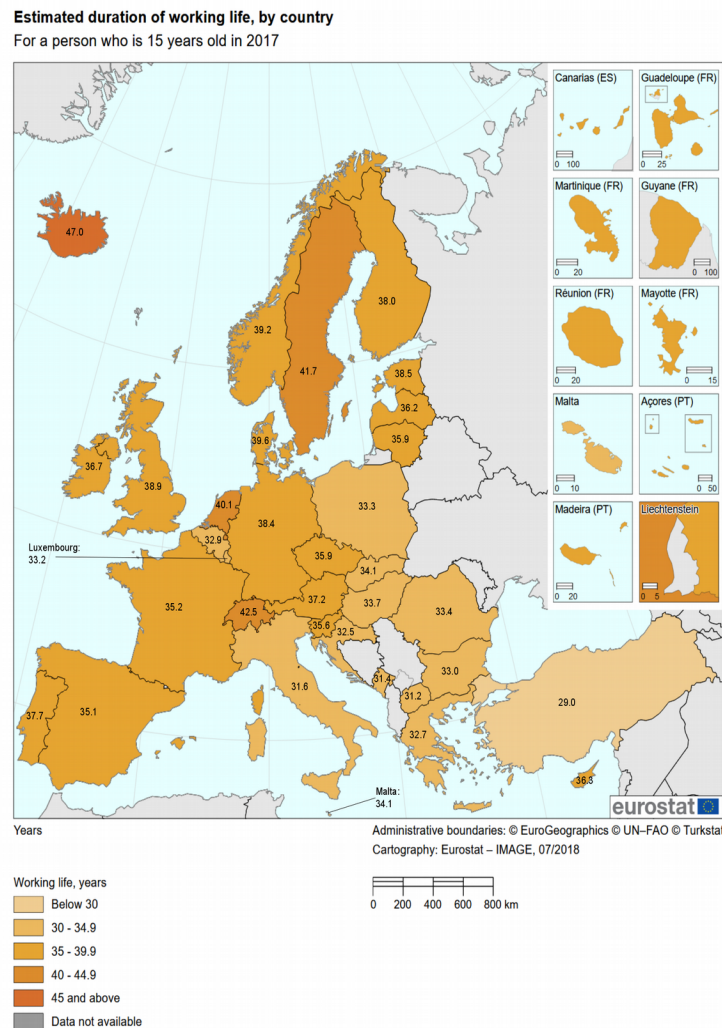 Estimated duration of working life, by country
For a person who is 15 years old in 2017
Canarias (ES)
0 100
Guadeloupe (FR)
0 25
Martinique (FR)
0 20
Guyane (FR)
0 100
Réunion (FR)
0 20
Mayotte (FR)
0 15
Malta
0 10
Açores (PT)
0 50
Madeira (PT)
0 20
Liechtenstein
0 5
47.0
38.0
39.2
41.7
38.5
36.2
35.9
39.6
36.7
38.9
40.1
33.3
38.4
32.9
Luxembourg:
33.2
35.9
34.1
37.2
33.7
35.2
42.5
33.4
35.6
32.5
33.0
31.4
31.6
31.2
29.0
37.7
35.1
32.7
36.3
Malta:
34.1
eurostat
Years
Administrative boundaries: © EuroGeographics © UN–FAO © Turkstat
Cartography: Eurostat – IMAGE, 07/2018
0 200 400 600 800 km
Working life, years
Below 30
30 - 34.9
35 - 39.9
40 - 44.9
45 and above
Data not available